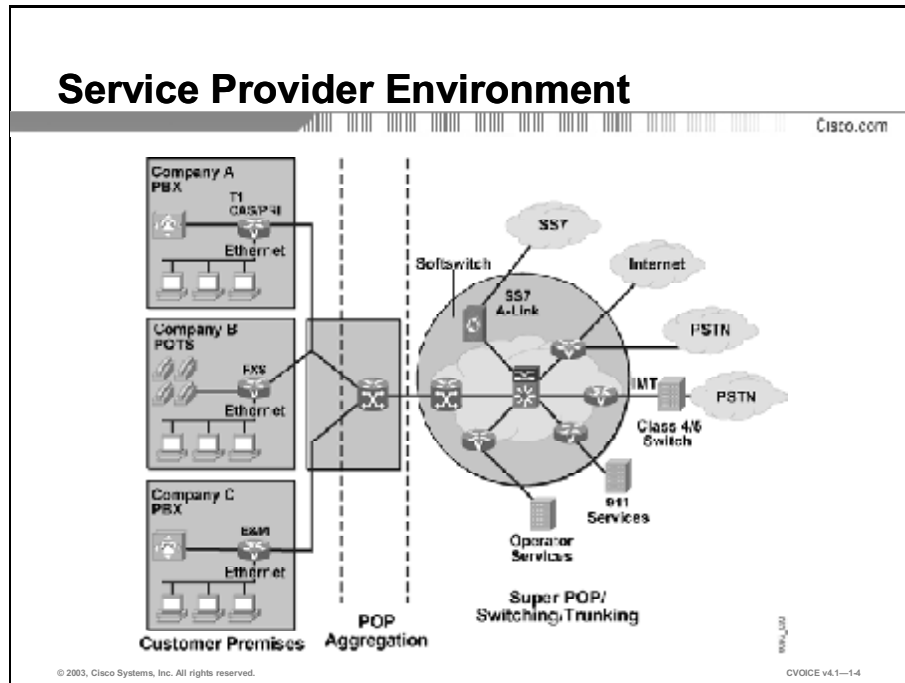 Service Provider Environment
Cisco.com
Company A
PBX
T1
CAS/PRI
Ethernet
Company B
POTS
FXS
Ethernet
Company C
PBX
E&M
Ethernet
Customer Premises
POP
Aggregation
Softswitch
SS7
A-Link
SS7
Internet
PSTN
IMT
PSTN
Class 4/5
Switch
911
Services
Operator
Services
Super POP/
Switching/Trunking
© 2003, Cisco Systems, Inc. All rights reserved.
CVOICE v4.1—1-4